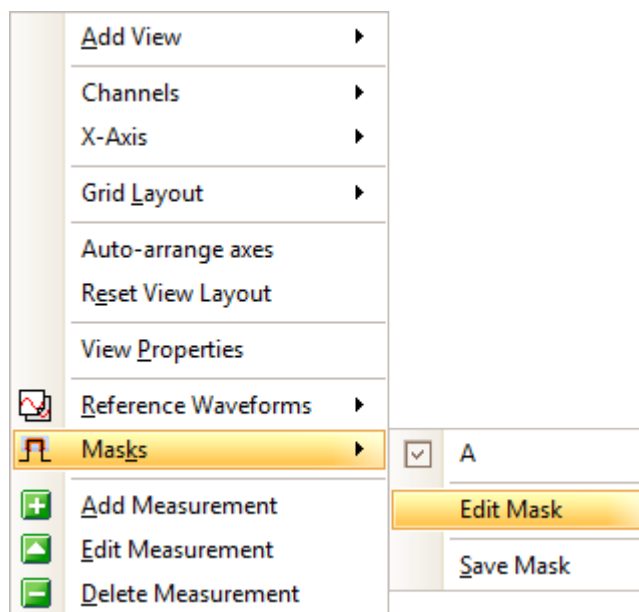 Add View
Channels
X-Axis
Grid Layout
Auto-arrange axes
Reset View Layout
View Properties
Reference Waveforms
Masks
A
Edit Mask
Save Mask
Add Measurement
Edit Measurement
Delete Measurement